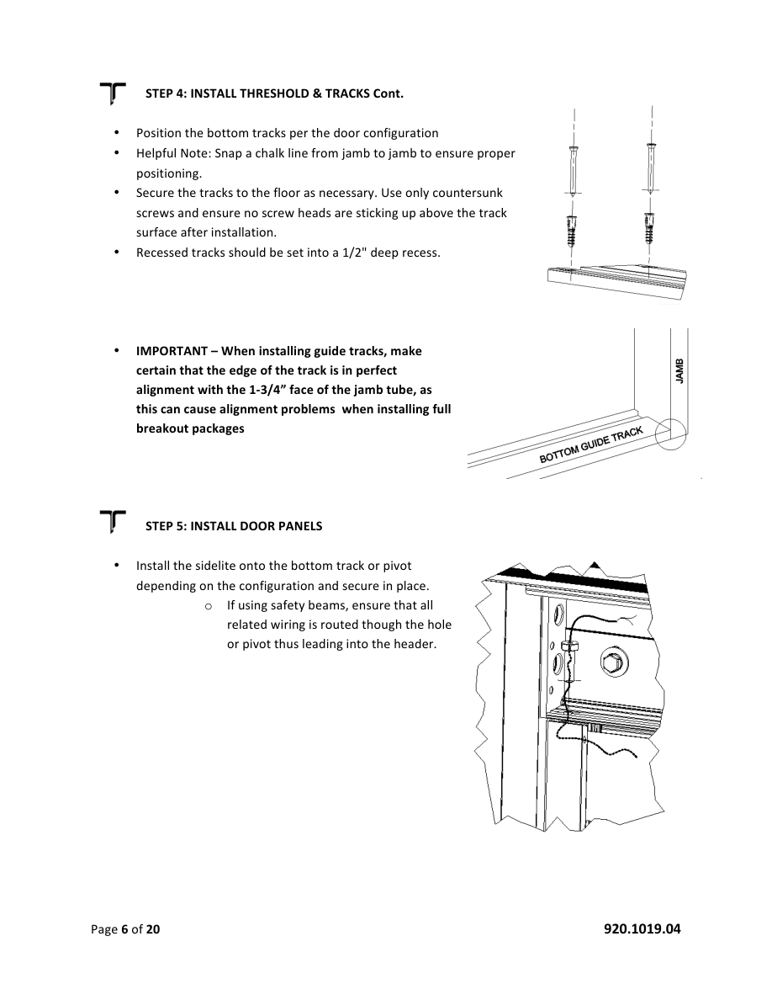 STEP 4: INSTALL THRESHOLD & TRACKS Cont.
• Position the bottom tracks per the door configuration
• Helpful Note: Snap a chalk line from jamb to jamb to ensure proper
positioning.
• Secure the tracks to the floor as necessary. Use only countersunk
screws and ensure no screw heads are sticking up above the track
surface after installation.
• Recessed tracks should be set into a 1/2" deep recess.
• IMPORTANT – When installing guide tracks, make
certain that the edge of the track is in perfect
alignment with the 1-3/4” face of the jamb tube, as
this can cause alignment problems  when installing full
breakout packages
JAMB
BOTTOM GUIDE TRACK
STEP 5: INSTALL DOOR PANELS
• Install the sidelite onto the bottom track or pivot
depending on the configuration and secure in place.
o If using safety beams, ensure that all
related wiring is routed though the hole
or pivot thus leading into the header.
Page 6 of 20
920.1019.04